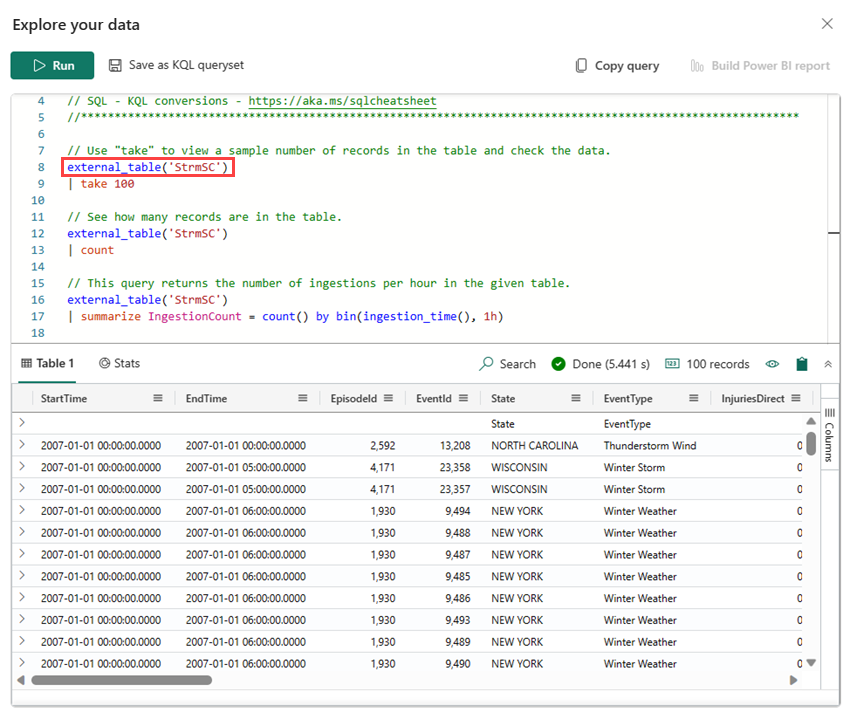 Explore your data
Run Save as KQL queryset Copy query Build Power BI report
4 // SQL - KQL conversions - https://aka.ms/sqlcheatsheet
5 //*************************************************************************************************************
6
7 // Use "take" to view a sample number of records in the table and check the data.
8 external_table('StrmSC')
9 | take 100
10
11 // See how many records are in the table.
12 external_table('StrmSC')
13 | count
14
15 // This query returns the number of ingestions per hour in the given table.
16 external_table('StrmSC')
17 | summarize IngestionCount = count() by bin(ingestion_time(), 1h)
18
Table 1 Stats Search Done (5.441 s) 123 100 records
StartTime EndTime EpisodeId EventId State EventType InjuriesDirect
State EventType
2007-01-01 00:00:00.0000 2007-01-01 00:00:00.0000 2,592 13,208 NORTH CAROLINA Thunderstorm Wind 0
2007-01-01 00:00:00.0000 2007-01-01 05:00:00.0000 4,171 23,358 WISCONSIN Winter Storm 0
2007-01-01 00:00:00.0000 2007-01-01 05:00:00.0000 4,171 23,357 WISCONSIN Winter Storm 0
2007-01-01 00:00:00.0000 2007-01-01 06:00:00.0000 1,930 9,494 NEW YORK Winter Weather 0
2007-01-01 00:00:00.0000 2007-01-01 06:00:00.0000 1,930 9,488 NEW YORK Winter Weather 0
2007-01-01 00:00:00.0000 2007-01-01 06:00:00.0000 1,930 9,487 NEW YORK Winter Weather 0
2007-01-01 00:00:00.0000 2007-01-01 06:00:00.0000 1,930 9,485 NEW YORK Winter Weather 0
2007-01-01 00:00:00.0000 2007-01-01 06:00:00.0000 1,930 9,486 NEW YORK Winter Weather 0
2007-01-01 00:00:00.0000 2007-01-01 06:00:00.0000 1,930 9,493 NEW YORK Winter Weather 0
2007-01-01 00:00:00.0000 2007-01-01 06:00:00.0000 1,930 9,489 NEW YORK Winter Weather 0
2007-01-01 00:00:00.0000 2007-01-01 06:00:00.0000 1,930 9,490 NEW YORK Winter Weather 0
Columns